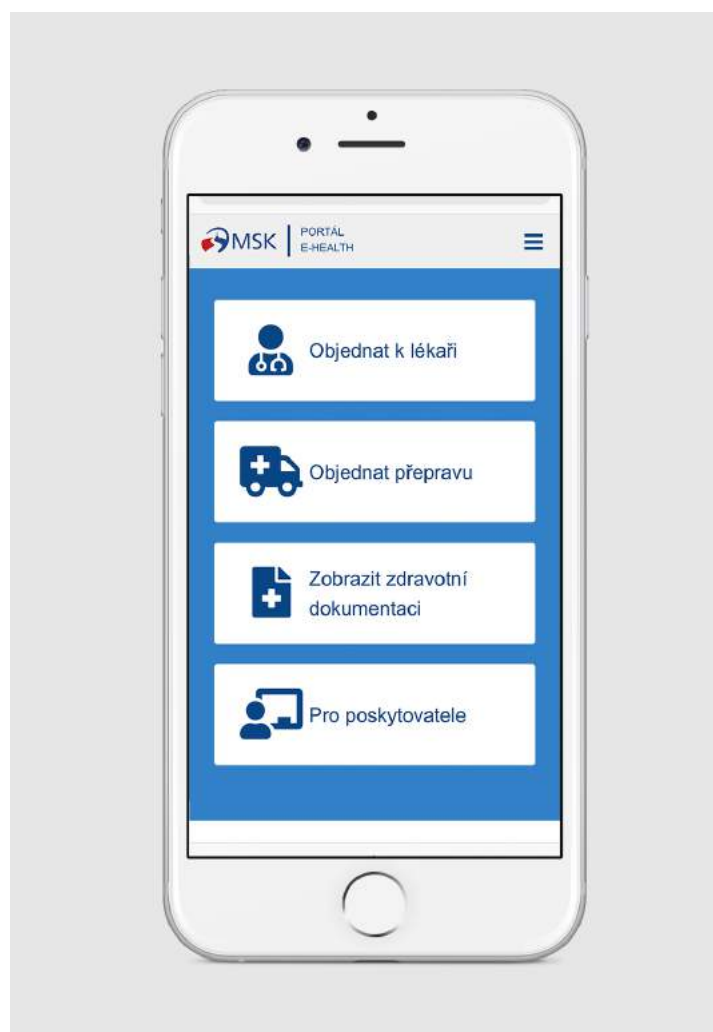 MSK
PORTÁL
E-HEALTH
Objednat k lékaři
Objednat přepravu
Zobrazit zdravotní
dokumentaci
Pro poskytovatele